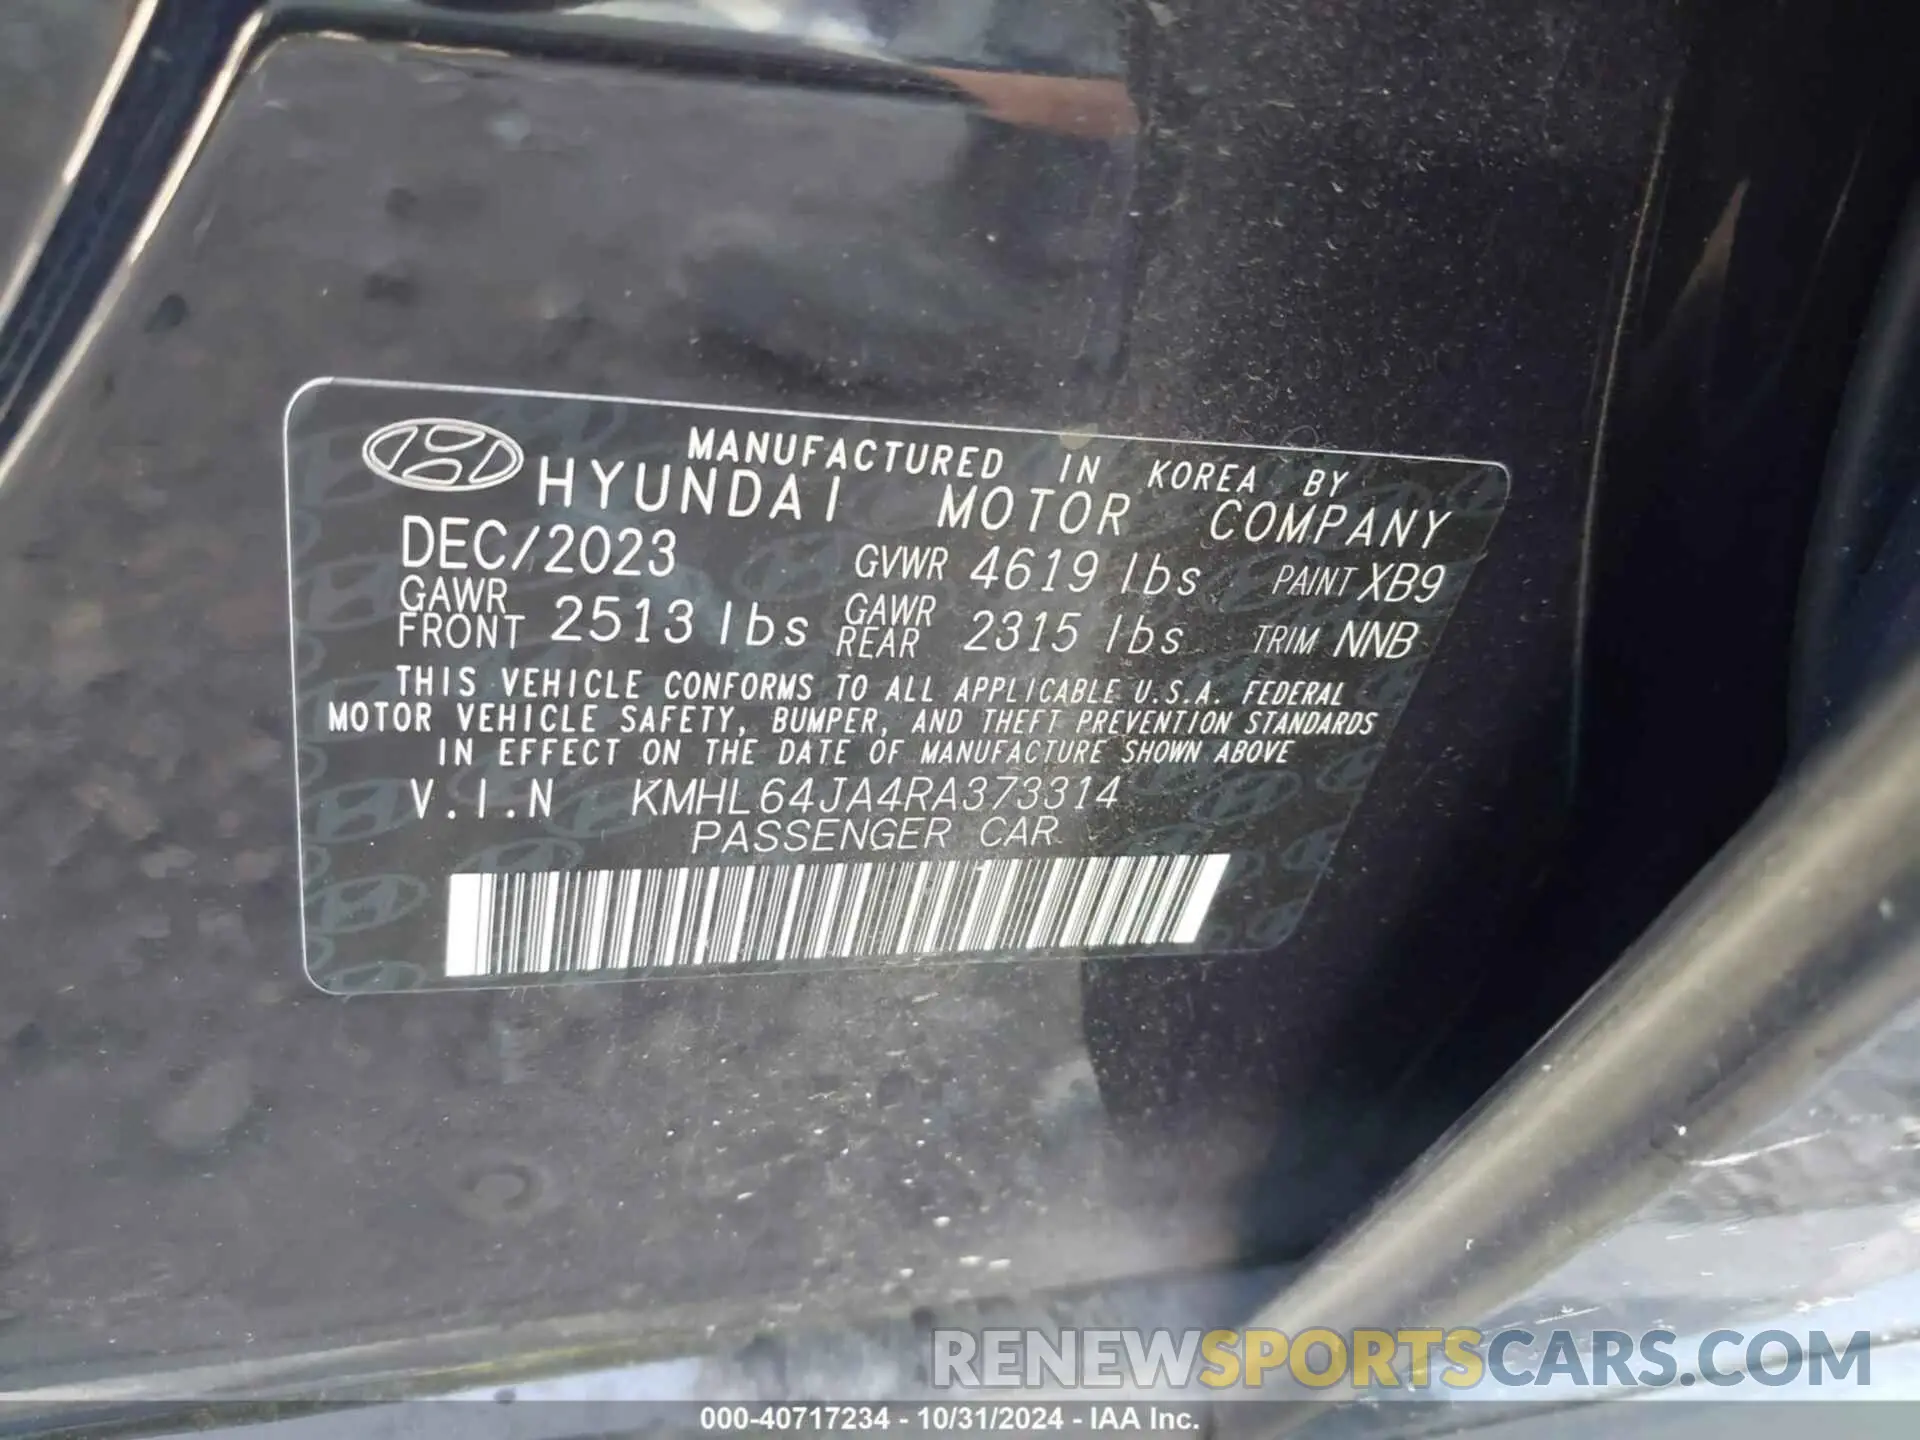 MANUFACTURED IN KOREA BY
HYUNDAI MOTOR COMPANY
DEC/2023 GVWR 4619 lbs PAINT XB9
GAWR FRONT 2513 lbs GAWR REAR 2315 lbs TRIM NNB
THIS VEHICLE CONFORMS TO ALL APPLICABLE U.S.A. FEDERAL
MOTOR VEHICLE SAFETY, BUMPER, AND THEFT PREVENTION STANDARDS
IN EFFECT ON THE DATE OF MANUFACTURE SHOWN ABOVE
V.I.N KMHL64JA4RA373314
PASSENGER CAR
RENEWSPORTSCARS.COM
000-40717234 - 10/31/2024 - IAA Inc.